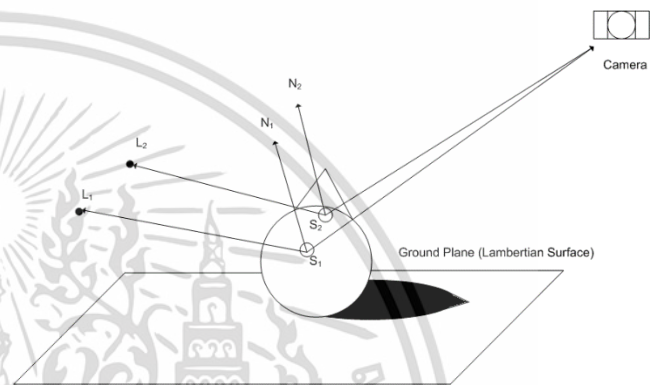 Camera
N₂
N₁
L₂
L₁
S₂
S₁
Ground Plane (Lambertian Surface)